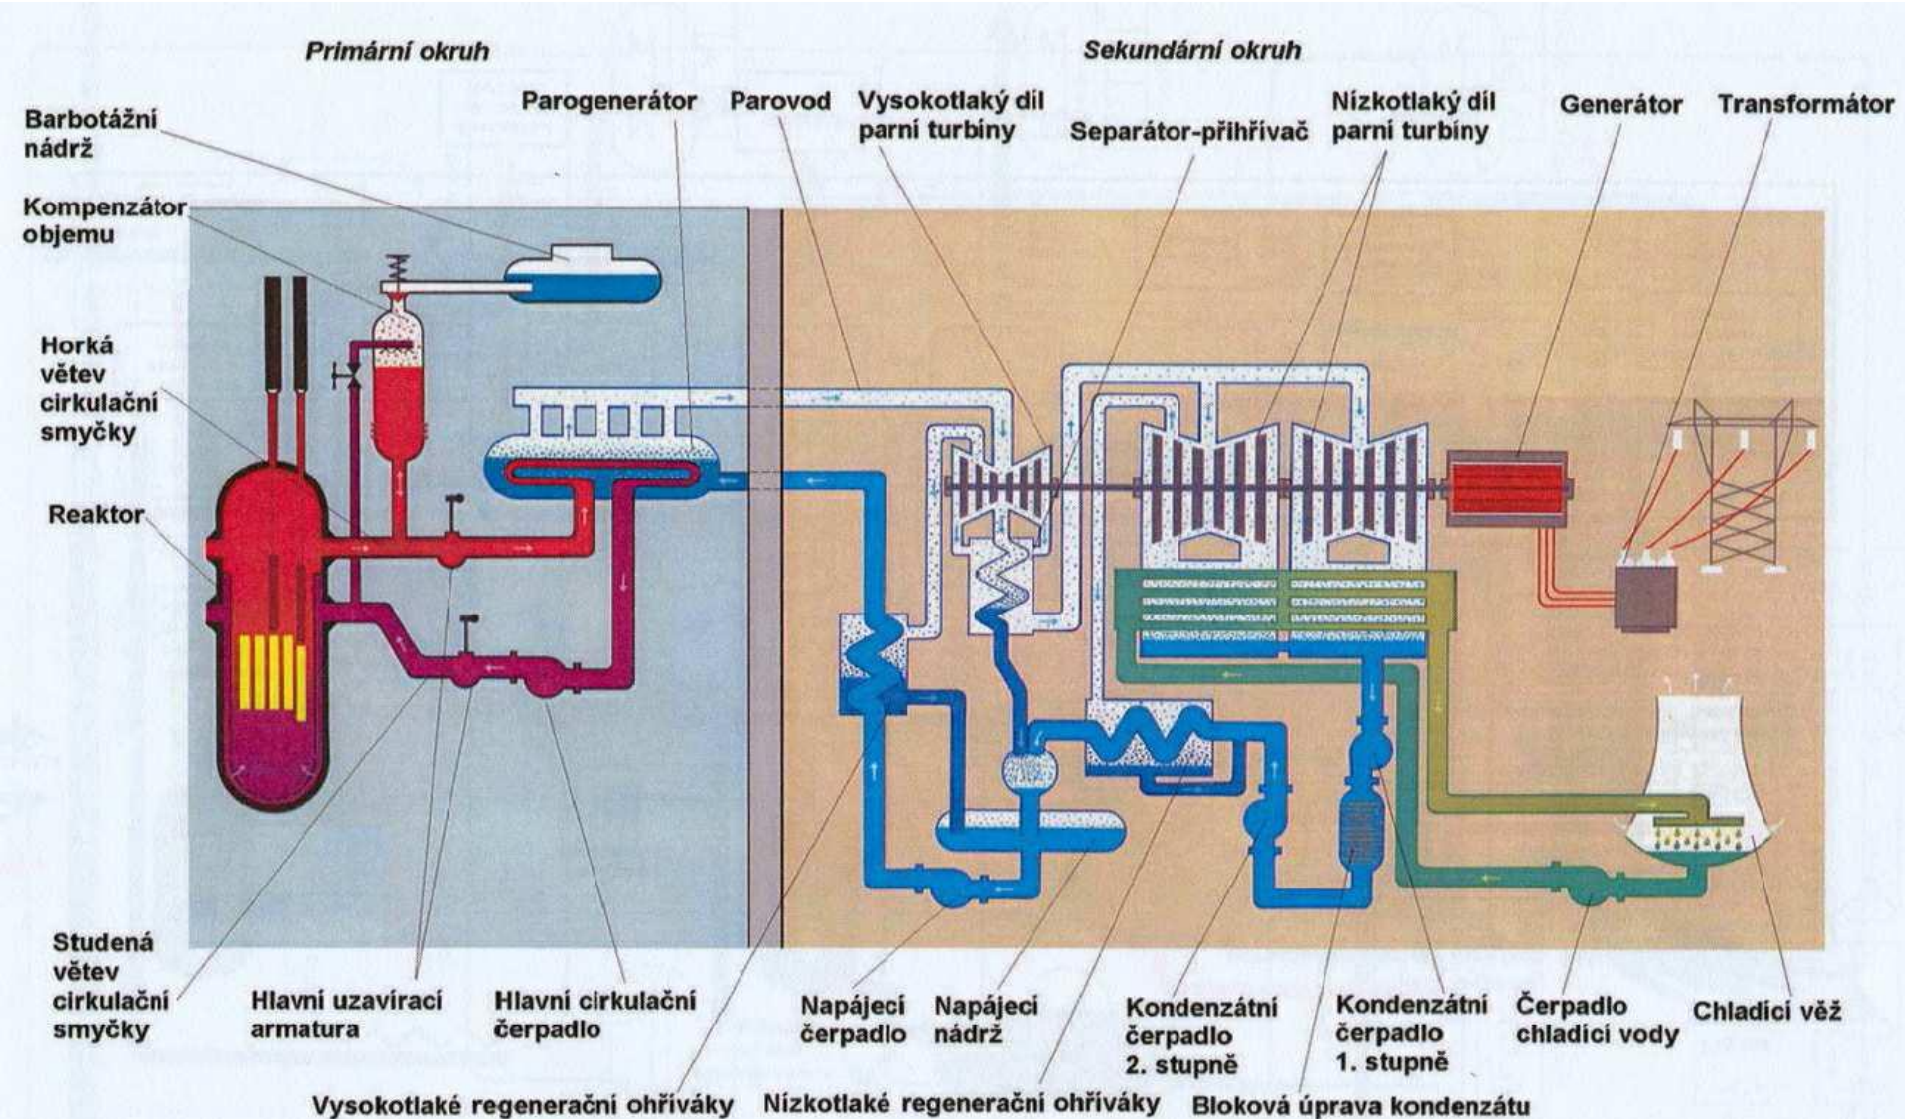 Primární okruh
Sekundární okruh
Barbotážní
nádrž
Parogenerátor
Parovod
Vysokotlaký díl
parní turbíny
Separátor-přihřívač
Nízkotlaký díl
parní turbíny
Generátor
Transformátor
Kompenzátor
objemu
Horká
větev
cirkulační
smyčky
Reaktor
Studená
větev
cirkulační
smyčky
Hlavní uzavírací
armatura
Hlavní cirkulační
čerpadlo
Napájecí
čerpadlo
Napájecí
nádrž
Kondenzátní
čerpadlo
2. stupně
Kondenzátní
čerpadlo
1. stupně
Čerpadlo
chladící vody
Chladící věž
Vysokotlaké regenerační ohříváky
Nízkotlaké regenerační ohříváky
Bloková úprava kondenzátu